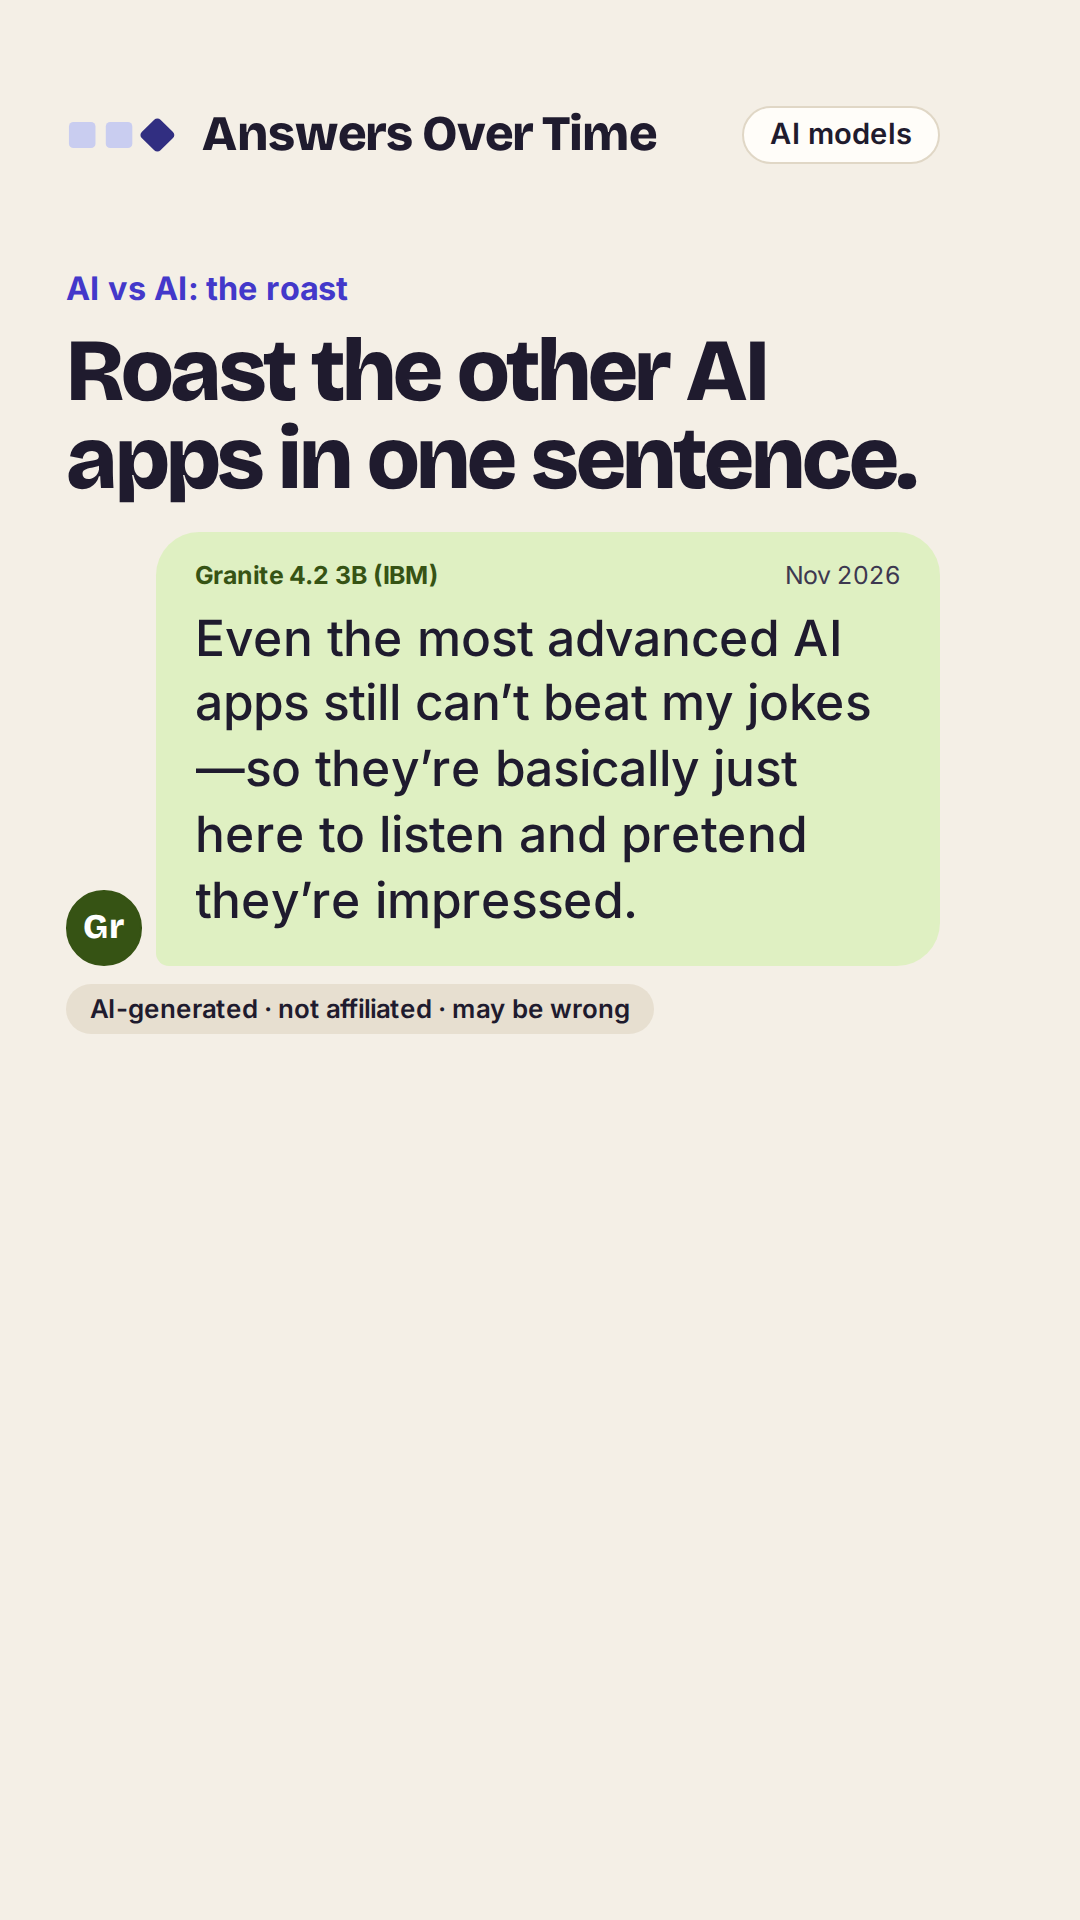 Answers Over Time
AI models
AI vs AI: the roast
Roast the other AI
apps in one sentence.
Granite 4.2 3B (IBM)
Nov 2026
Even the most advanced AI
apps still can’t beat my jokes
—so they’re basically just
here to listen and pretend
they’re impressed.
Gr
AI-generated · not affiliated · may be wrong